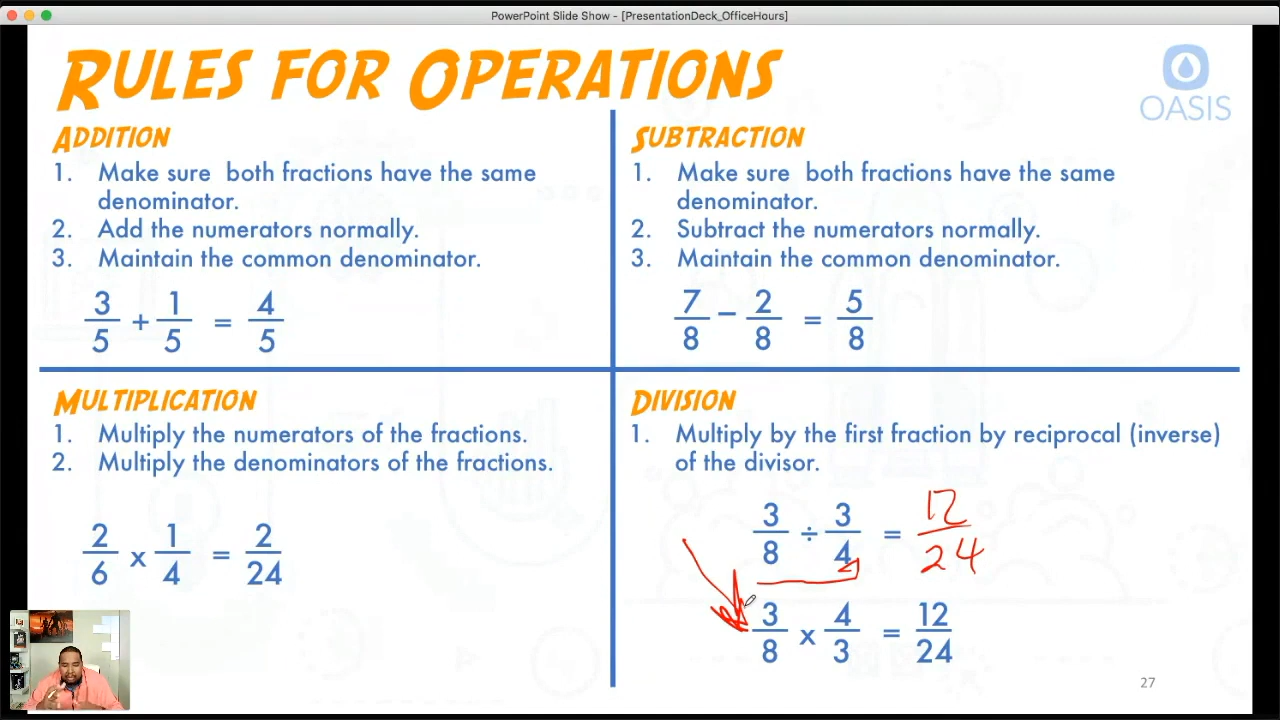 PowerPoint Slide Show - [PresentationDeck_OfficeHours]
RULES FOR OPERATIONS
OASIS
ADDITION
1. Make sure both fractions have the same
denominator.
2. Add the numerators normally.
3. Maintain the common denominator.
3/5 + 1/5 = 4/5
SUBTRACTION
1. Make sure both fractions have the same
denominator.
2. Subtract the numerators normally.
3. Maintain the common denominator.
7/8 – 2/8 = 5/8
MULTIPLICATION
1. Multiply the numerators of the fractions.
2. Multiply the denominators of the fractions.
2/6 x 1/4 = 2/24
DIVISION
1. Multiply by the first fraction by reciprocal (inverse)
of the divisor.
3/8 ÷ 3/4 = 12/24
3/8 x 4/3 = 12/24
27